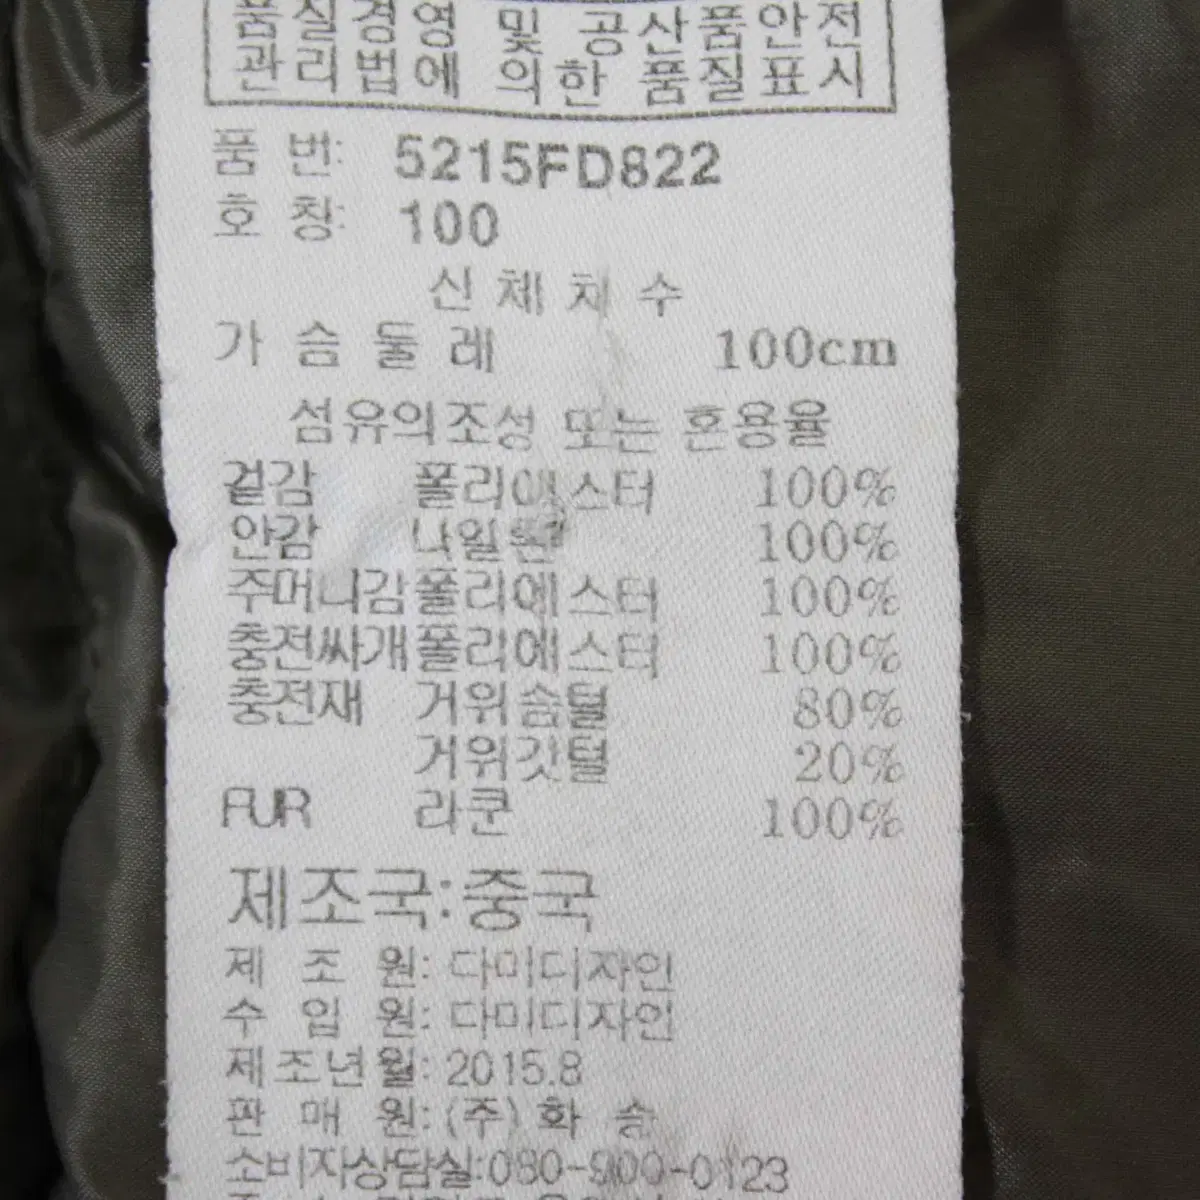 품질경영 및 공산품안전
관리법에 의한 품질표시
품 번: 5215FD822
호 칭: 100
신 체 치 수
가 슴 둘 레 100cm
섬유의조성 또는 혼용율
겉감 폴리에스터 100%
안감 나일론 100%
주머니감 폴리에스터 100%
충전싸개 폴리에스터 100%
충전재 거위솜털 80%
거위깃털 20%
FUR 라쿤 100%
제조국:중국
제 조 원: 다미디자인
수 입 원: 다미디자인
제조년월: 2015.8
판 매 원: (주) 화 승
소비자상담실:080-900-0123